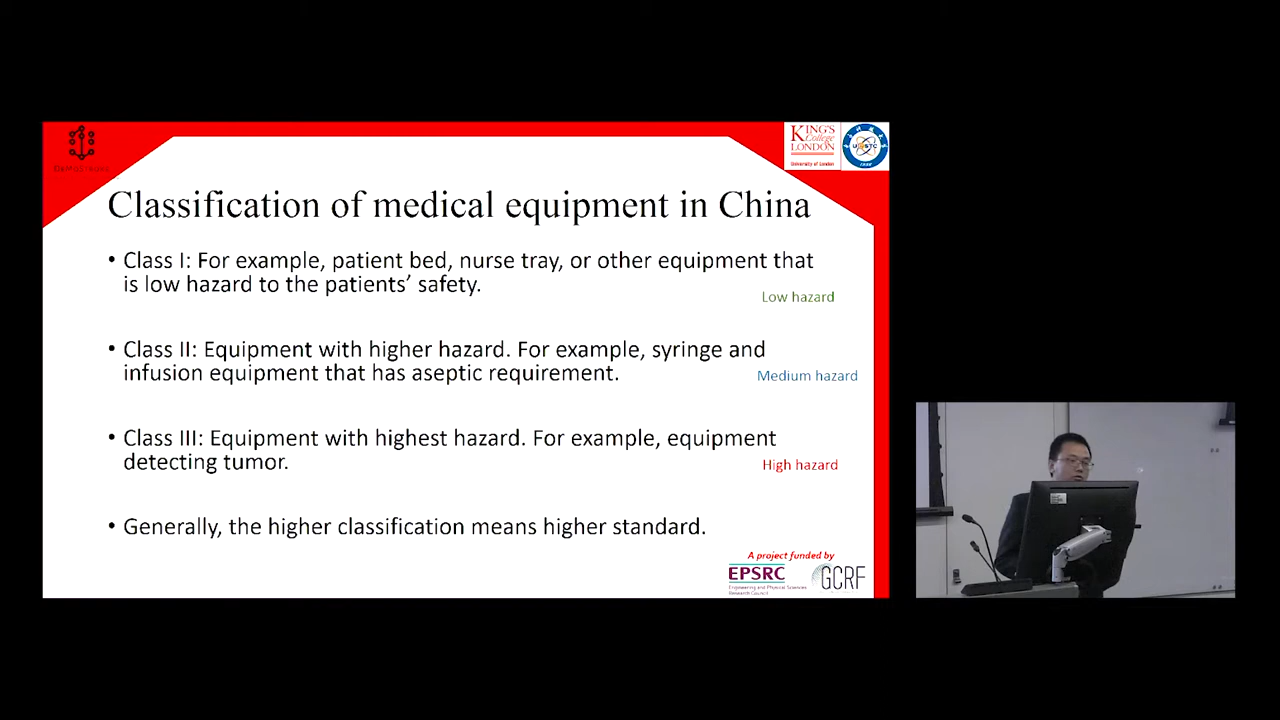 KING'S
College
LONDON
University of London
Classification of medical equipment in China
• Class I: For example, patient bed, nurse tray, or other equipment that
is low hazard to the patients’ safety.
Low hazard
• Class II: Equipment with higher hazard. For example, syringe and
infusion equipment that has aseptic requirement.
Medium hazard
• Class III: Equipment with highest hazard. For example, equipment
detecting tumor.
High hazard
• Generally, the higher classification means higher standard.
A project funded by
EPSRC
Engineering and Physical Sciences
Research Council
GCRF